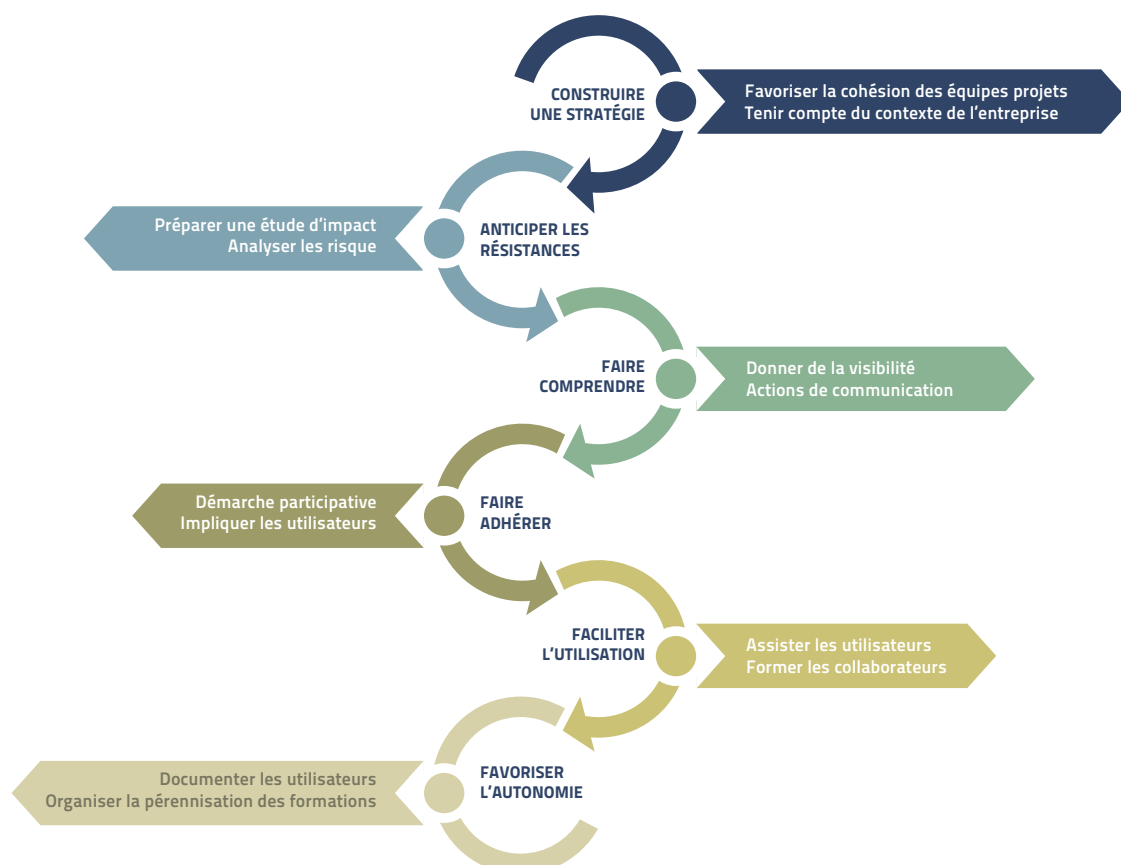 CONSTRUIRE
UNE STRATÉGIE
Favoriser la cohésion des équipes projets
Tenir compte du contexte de l'entreprise
Préparer une étude d'impact
Analyser les risque
ANTICIPER LES
RÉSISTANCES
FAIRE
COMPRENDRE
Donner de la visibilité
Actions de communication
Démarche participative
Impliquer les utilisateurs
FAIRE
ADHÉRER
FACILITER
L'UTILISATION
Assister les utilisateurs
Former les collaborateurs
Documenter les utilisateurs
Organiser la pérennisation des formations
FAVORISER
L'AUTONOMIE